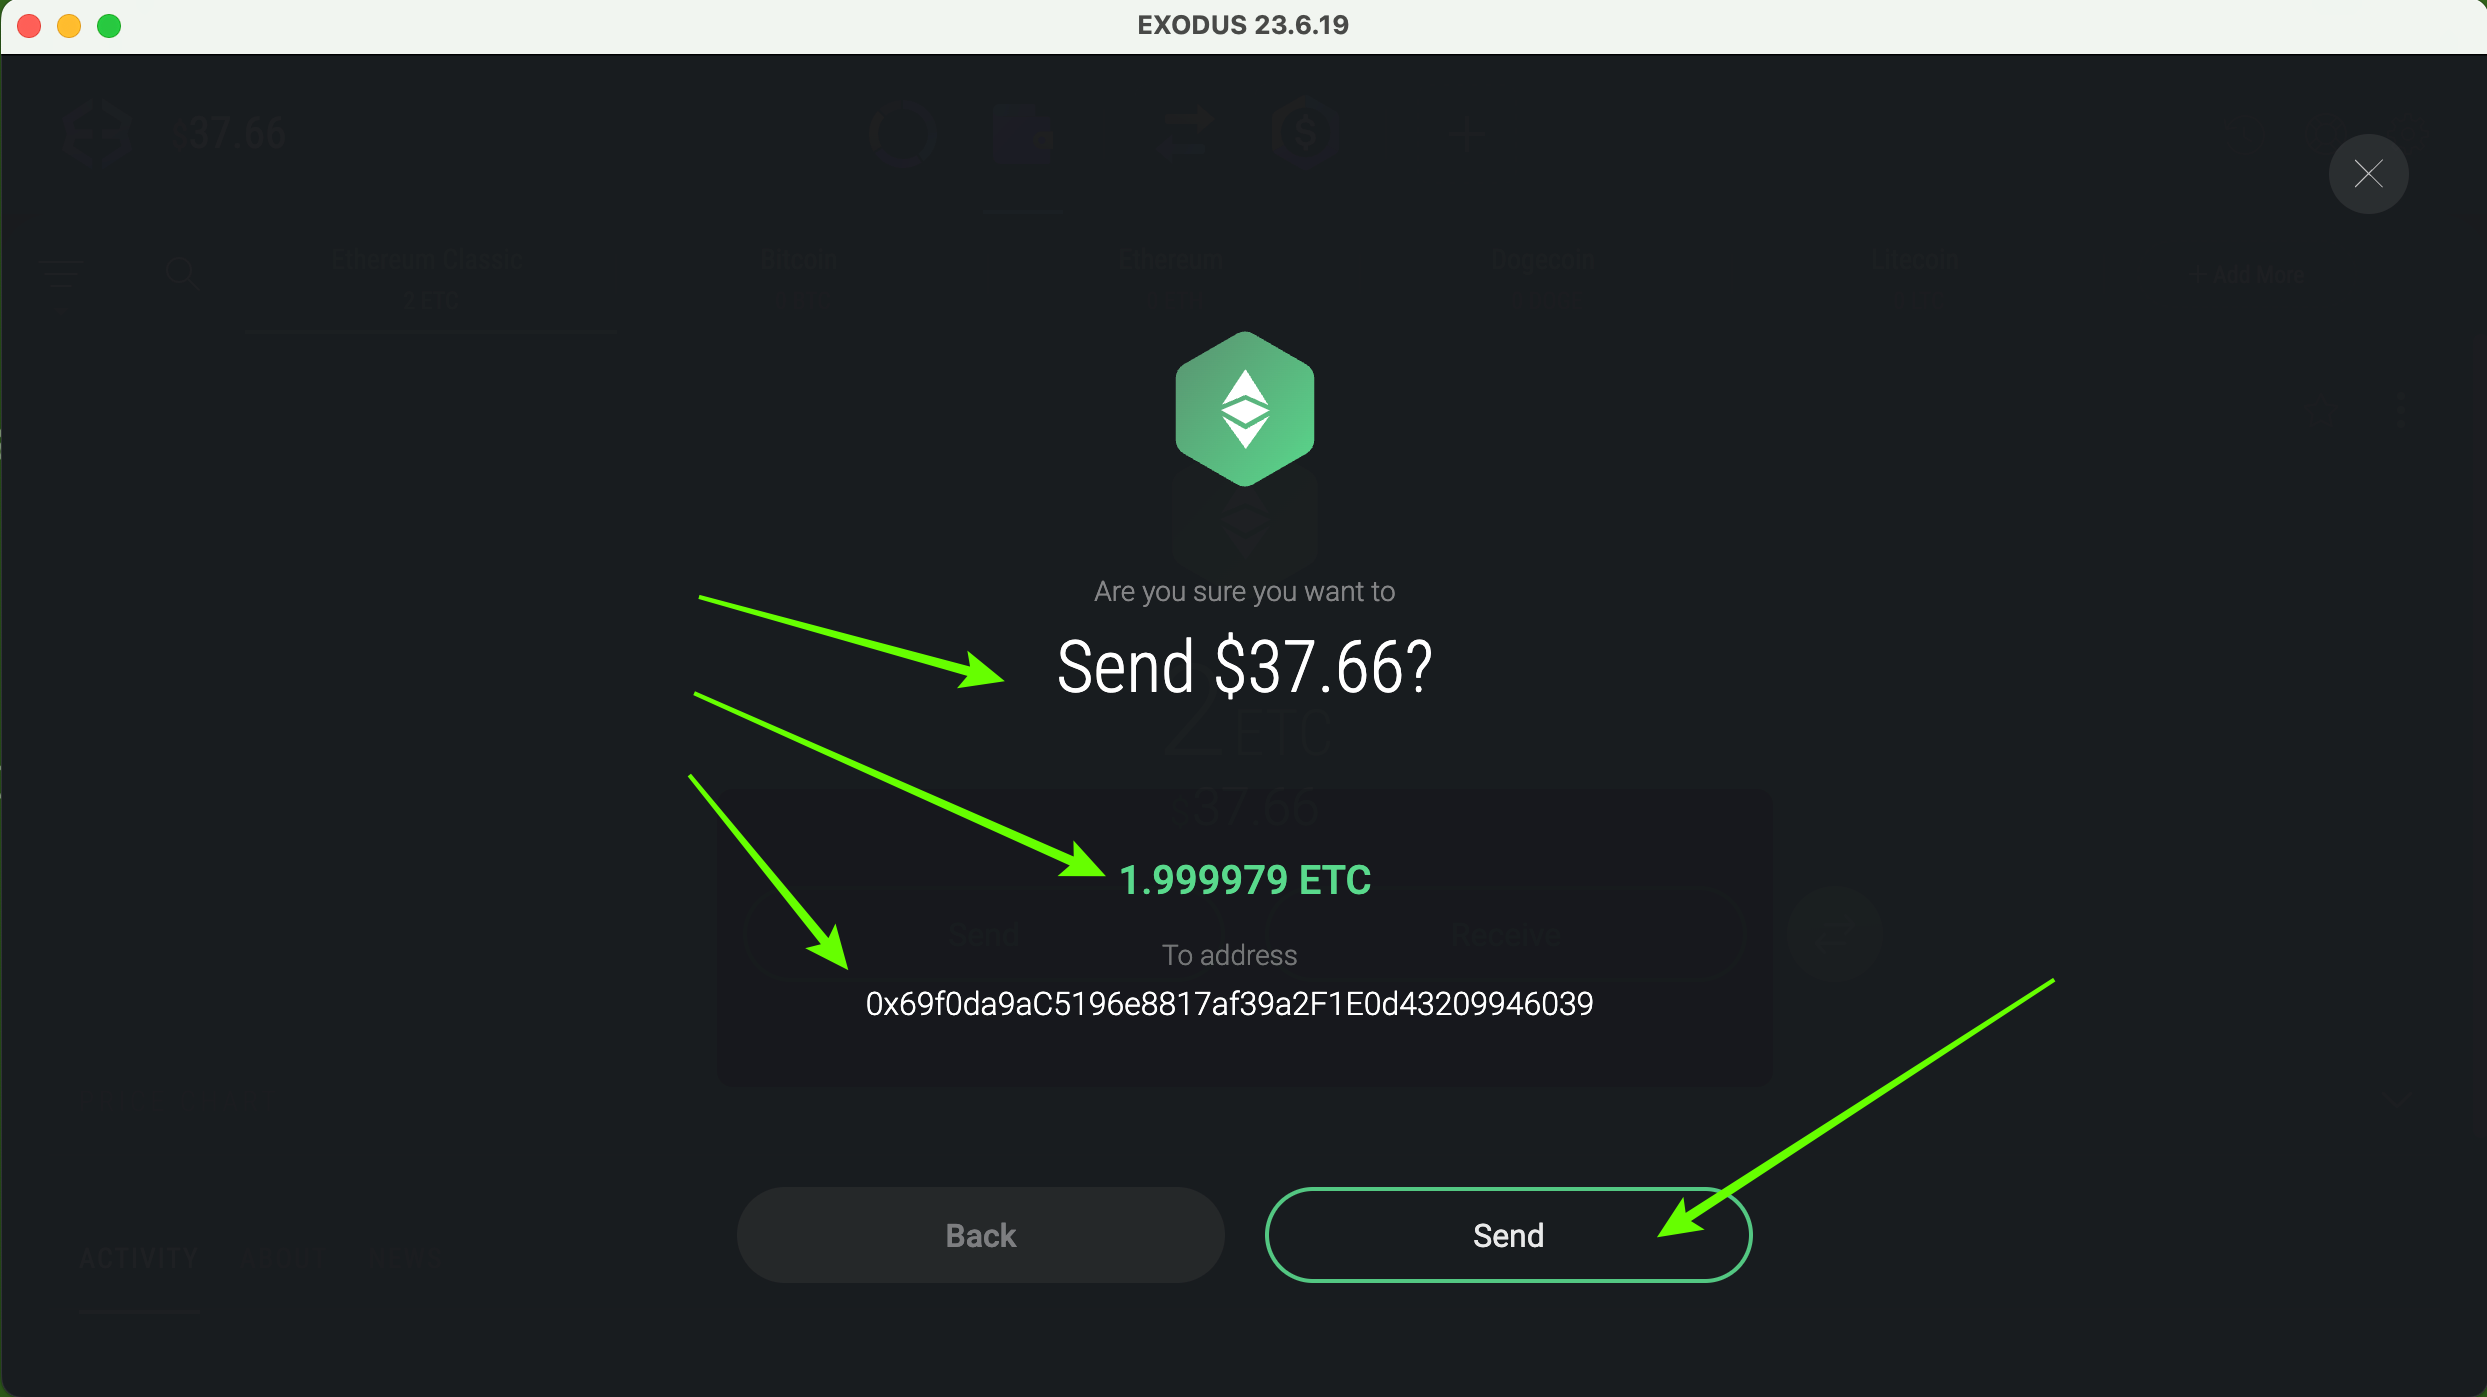 EXODUS 23.6.19
$37.66
Ethereum Classic
2 ETC
Bitcoin
Ethereum
Dogecoin
Litecoin
+ Add More
Are you sure you want to
Send $37.66?
2 ETC
$37.66
1.999979 ETC
Send
Receive
To address
0x69f0da9aC5196e8817af39a2F1E0d43209946039
Back
Send
ACTIVITY
ABOUT
NEWS